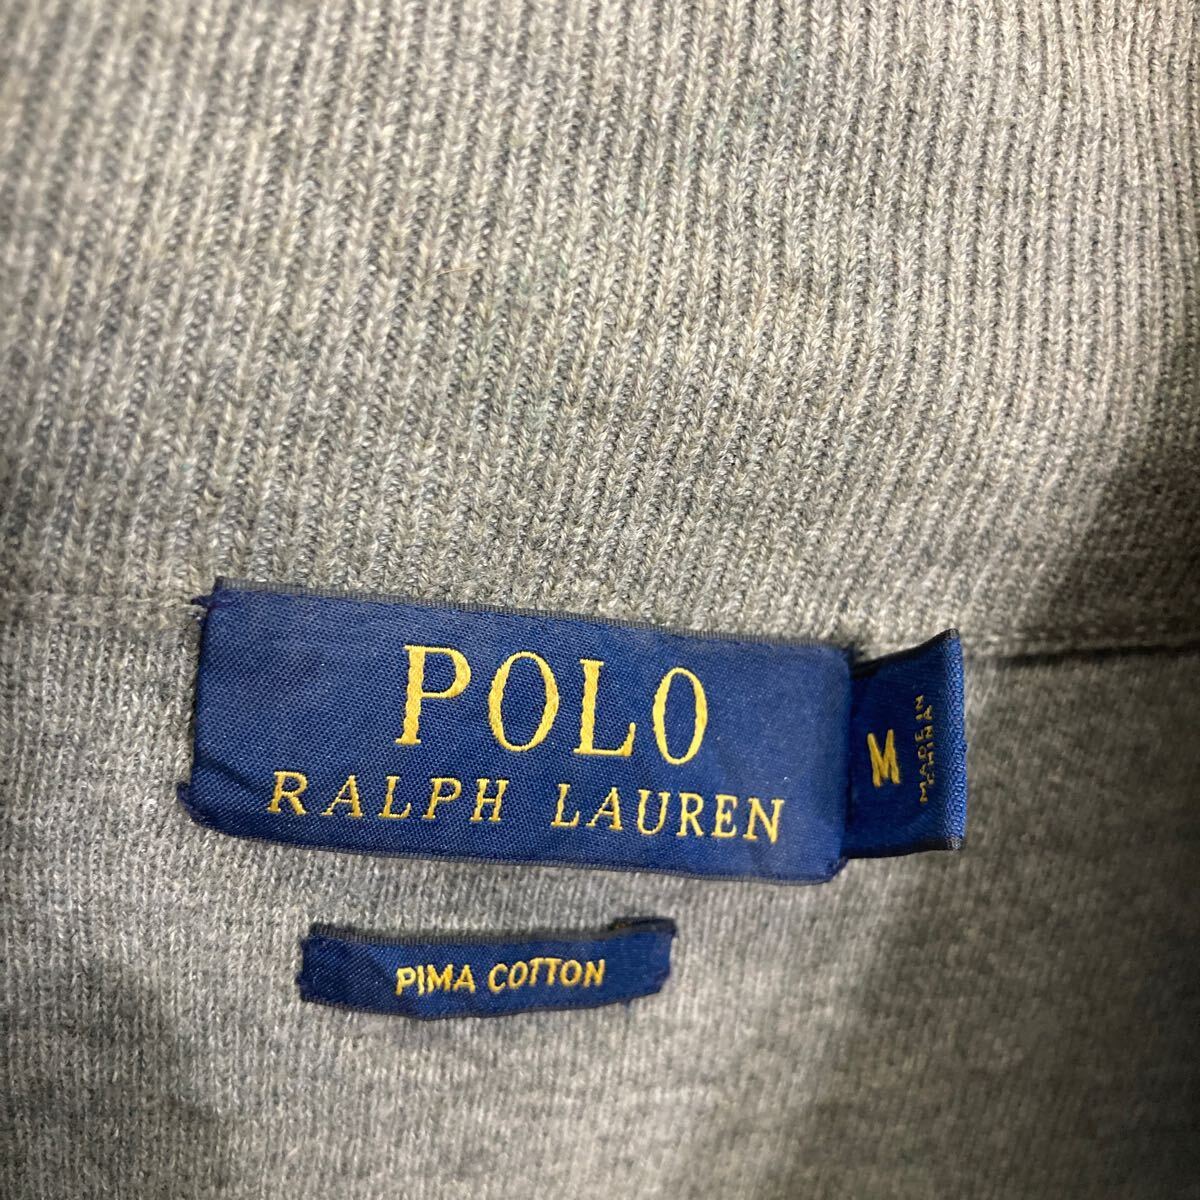 POLO
RALPH LAUREN
M
MADE IN
CHINA
PIMA COTTON